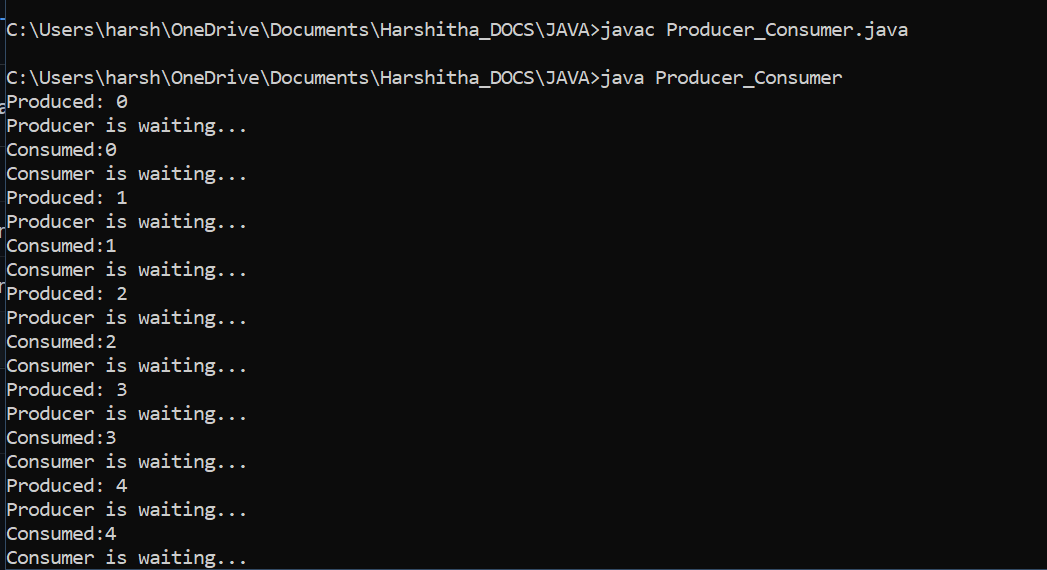 C:\Users\harsh\OneDrive\Documents\Harshitha_DOCS\JAVA>javac Producer_Consumer.java
C:\Users\harsh\OneDrive\Documents\Harshitha_DOCS\JAVA>java Producer_Consumer
Produced: 0
Producer is waiting...
Consumed:0
Consumer is waiting...
Produced: 1
Producer is waiting...
Consumed:1
Consumer is waiting...
Produced: 2
Producer is waiting...
Consumed:2
Consumer is waiting...
Produced: 3
Producer is waiting...
Consumed:3
Consumer is waiting...
Produced: 4
Producer is waiting...
Consumed:4
Consumer is waiting...